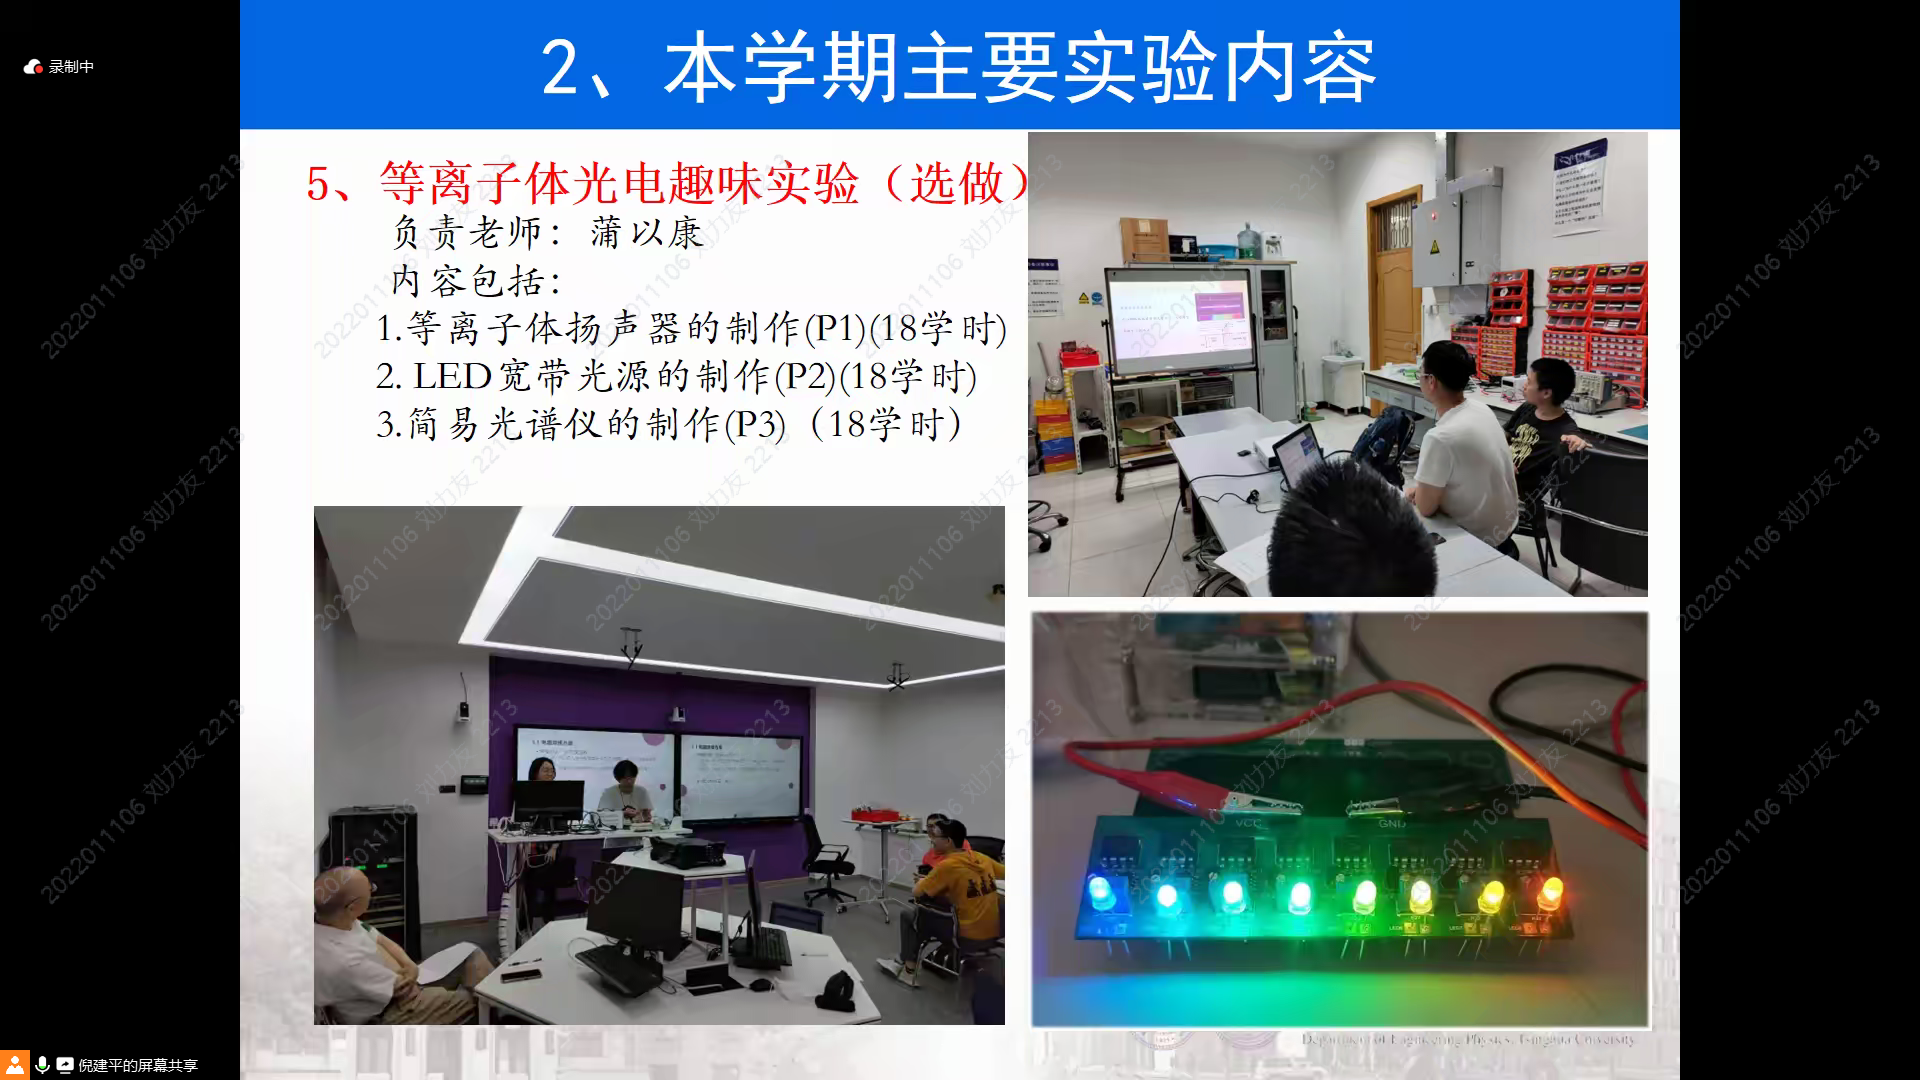 录制中
2、本学期主要实验内容
5、等离子体光电趣味实验（选做）
负责老师：蒲以康
内容包括：
1.等离子体扬声器的制作(P1)(18学时)
2. LED宽带光源的制作(P2)(18学时)
3.简易光谱仪的制作(P3)（18学时）
VCC
GND
Department of Engineering Physics, Tsinghua University.
倪建平的屏幕共享
2022011106 刘力友 2213